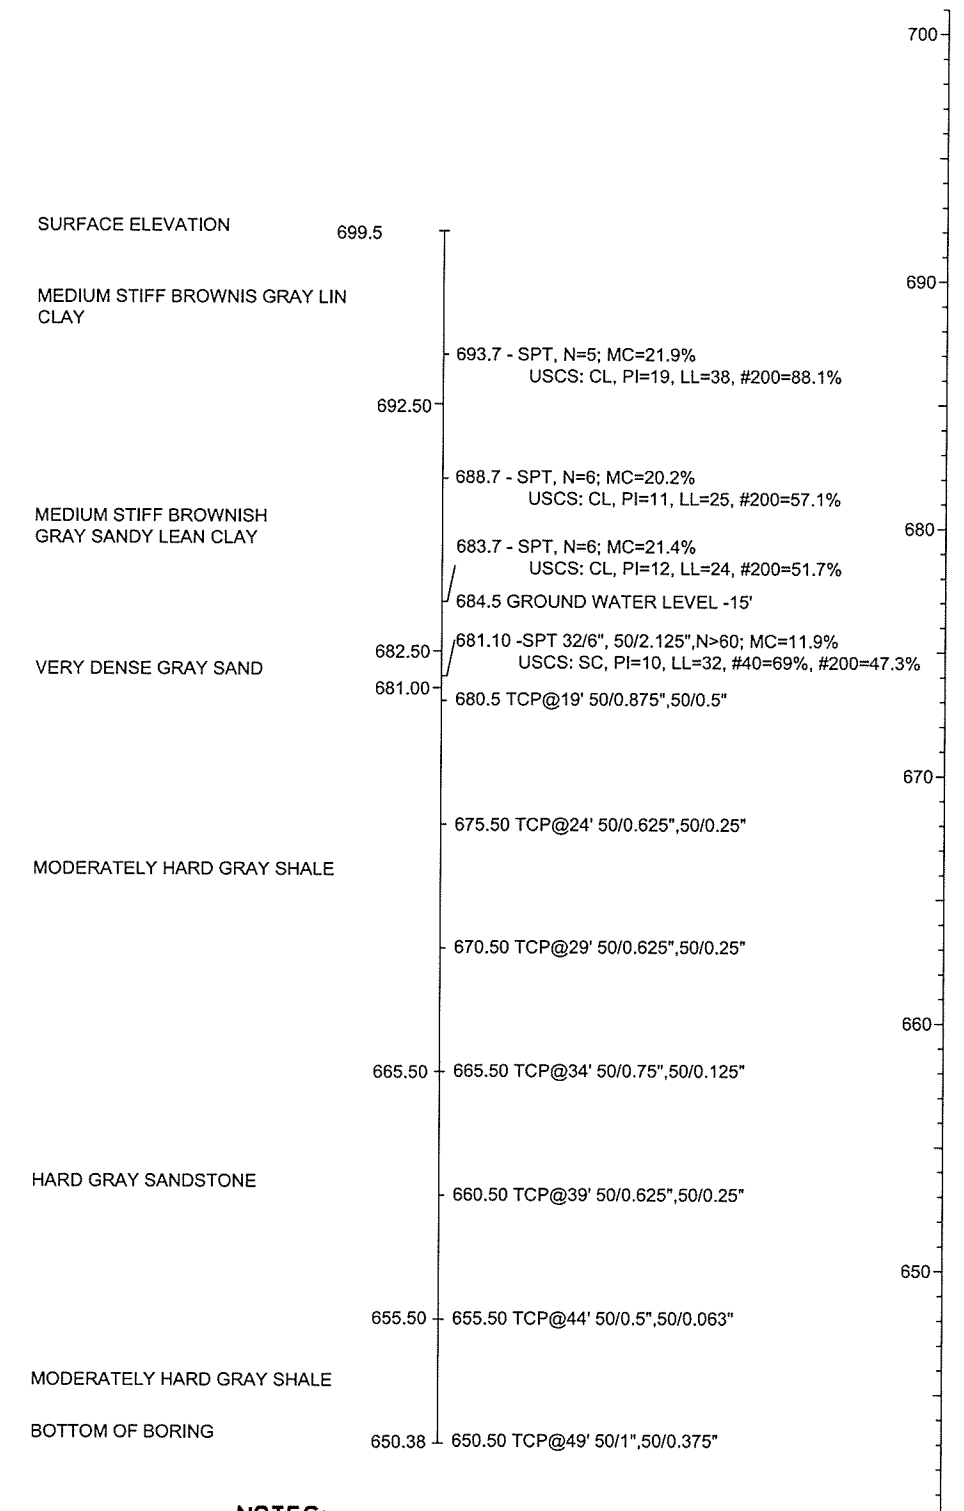 700
SURFACE ELEVATION
699.5
690
MEDIUM STIFF BROWNIS GRAY LIN
CLAY
693.7 - SPT, N=5; MC=21.9%
USCS: CL, PI=19, LL=38, #200=88.1%
692.50
688.7 - SPT, N=6; MC=20.2%
USCS: CL, PI=11, LL=25, #200=57.1%
MEDIUM STIFF BROWNISH
GRAY SANDY LEAN CLAY
680
683.7 - SPT, N=6; MC=21.4%
USCS: CL, PI=12, LL=24, #200=51.7%
684.5 GROUND WATER LEVEL -15'
681.10 -SPT 32/6", 50/2.125",N>60; MC=11.9%
682.50
USCS: SC, PI=10, LL=32, #40=69%, #200=47.3%
VERY DENSE GRAY SAND
681.00
680.5 TCP@19' 50/0.875",50/0.5"
670
675.50 TCP@24' 50/0.625",50/0.25"
MODERATELY HARD GRAY SHALE
670.50 TCP@29' 50/0.625",50/0.25"
660
665.50
665.50 TCP@34' 50/0.75",50/0.125"
HARD GRAY SANDSTONE
660.50 TCP@39' 50/0.625",50/0.25"
650
655.50
655.50 TCP@44' 50/0.5",50/0.063"
MODERATELY HARD GRAY SHALE
BOTTOM OF BORING
650.38
650.50 TCP@49' 50/1",50/0.375"
NOTES: